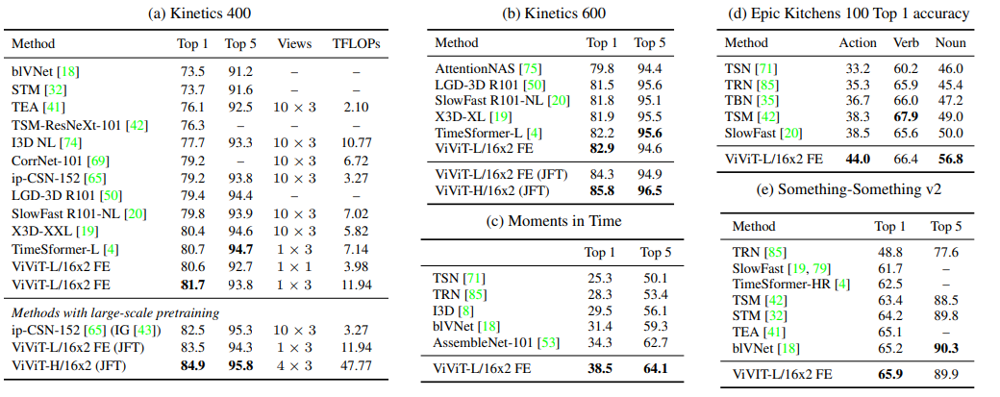 (a) Kinetics 400
Method Top 1 Top 5 Views TFLOPs
blVNet [18] 73.5 91.2 – –
STM [32] 73.7 91.6 – –
TEA [41] 76.1 92.5 10 × 3 2.10
TSM-ResNeXt-101 [42] 76.3 – – –
I3D NL [74] 77.7 93.3 10 × 3 10.77
CorrNet-101 [69] 79.2 – 10 × 3 6.72
ip-CSN-152 [65] 79.2 93.8 10 × 3 3.27
LGD-3D R101 [50] 79.4 94.4 – –
SlowFast R101-NL [20] 79.8 93.9 10 × 3 7.02
X3D-XXL [19] 80.4 94.6 10 × 3 5.82
TimeSformer-L [4] 80.7 94.7 1 × 3 7.14
ViViT-L/16x2 FE 80.6 92.7 1 × 1 3.98
ViViT-L/16x2 FE 81.7 93.8 1 × 3 11.94
Methods with large-scale pretraining
ip-CSN-152 [65] (IG [43]) 82.5 95.3 10 × 3 3.27
ViViT-L/16x2 FE (JFT) 83.5 94.3 1 × 3 11.94
ViViT-H/16x2 (JFT) 84.9 95.8 4 × 3 47.77
(b) Kinetics 600
Method Top 1 Top 5
AttentionNAS [75] 79.8 94.4
LGD-3D R101 [50] 81.5 95.6
SlowFast R101-NL [20] 81.8 95.1
X3D-XL [19] 81.9 95.5
TimeSformer-L [4] 82.2 95.6
ViViT-L/16x2 FE 82.9 94.6
ViViT-L/16x2 FE (JFT) 84.3 94.9
ViViT-H/16x2 (JFT) 85.8 96.5
(c) Moments in Time
Top 1 Top 5
TSN [71] 25.3 50.1
TRN [85] 28.3 53.4
I3D [8] 29.5 56.1
blVNet [18] 31.4 59.3
AssembleNet-101 [53] 34.3 62.7
ViViT-L/16x2 FE 38.5 64.1
(d) Epic Kitchens 100 Top 1 accuracy
Method Action Verb Noun
TSN [71] 33.2 60.2 46.0
TRN [85] 35.3 65.9 45.4
TBN [35] 36.7 66.0 47.2
TSM [42] 38.3 67.9 49.0
SlowFast [20] 38.5 65.6 50.0
ViViT-L/16x2 FE 44.0 66.4 56.8
(e) Something-Something v2
Method Top 1 Top 5
TRN [85] 48.8 77.6
SlowFast [19, 79] 61.7 –
TimeSformer-HR [4] 62.5 –
TSM [42] 63.4 88.5
STM [32] 64.2 89.8
TEA [41] 65.1 –
blVNet [18] 65.2 90.3
ViVIT-L/16x2 FE 65.9 89.9